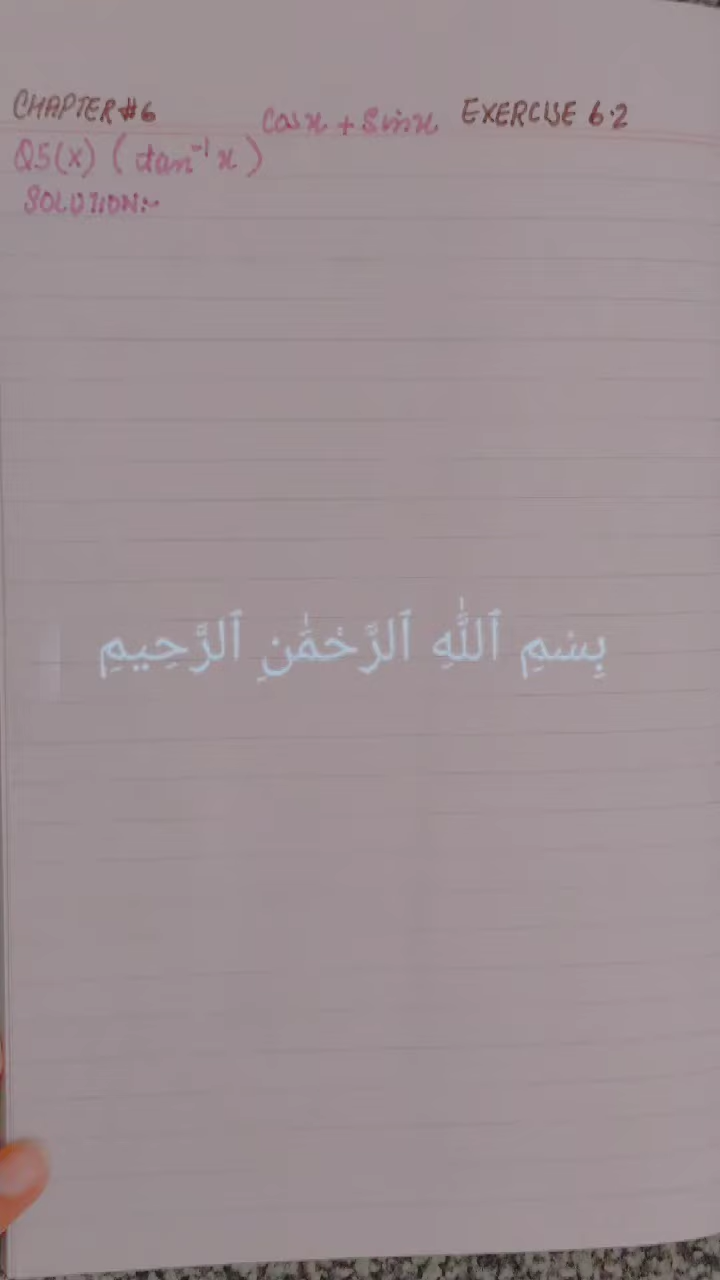 CHAPTER#6 EXERCISE 6.2
Q5(x) (tan⁻¹x)^(cosx + sinx)
SOLUTION:-
بِسْمِ ٱللَّٰهِ ٱلرَّحْمَٰنِ ٱلرَّحِيمِ